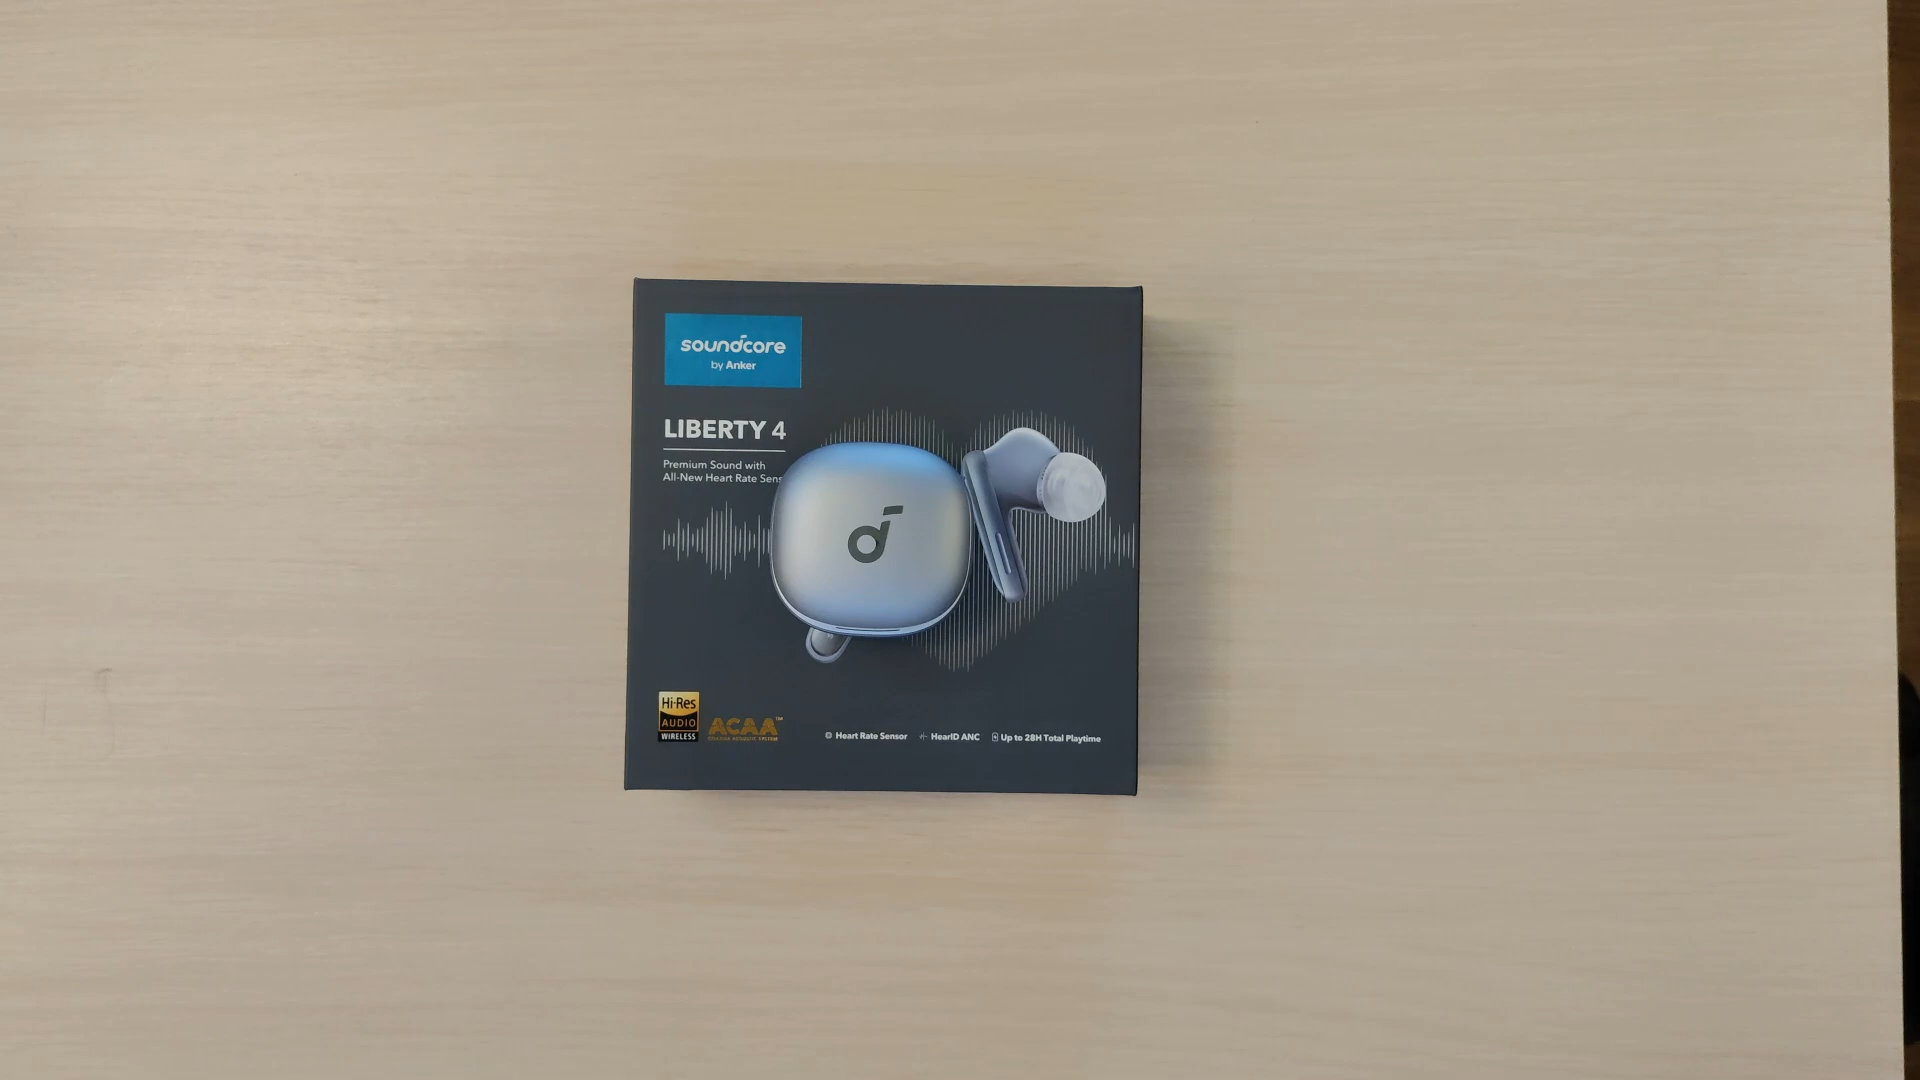 soundcore
by Anker
LIBERTY 4
Premium Sound with
All-New Heart Rate Sens
Hi-Res
AUDIO
WIRELESS
ACAA™
Heart Rate Sensor
HearID ANC
Up to 28H Total Playtime